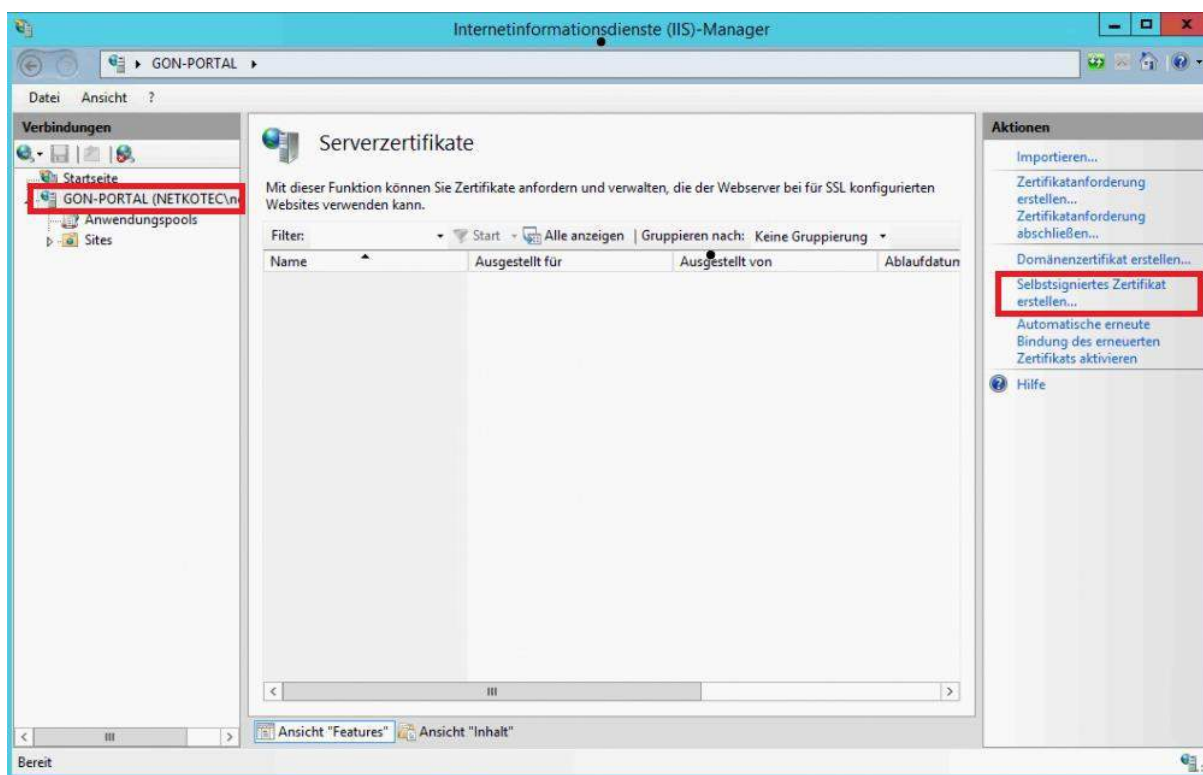 Internetinformationsdienste (IIS)-Manager
GON-PORTAL
Datei Ansicht ?
Verbindungen
Startseite
GON-PORTAL (NETKOTEC\n
Anwendungspools
Sites
Serverzertifikate
Mit dieser Funktion können Sie Zertifikate anfordern und verwalten, die der Webserver bei für SSL konfigurierten
Websites verwenden kann.
Filter: Start Alle anzeigen Gruppieren nach: Keine Gruppierung
Name Ausgestellt für Ausgestellt von Ablaufdatun
Ansicht "Features" Ansicht "Inhalt"
Aktionen
Importieren...
Zertifikatanforderung
erstellen...
Zertifikatanforderung
abschließen...
Domänenzertifikat erstellen...
Selbstsigniertes Zertifikat
erstellen...
Automatische erneute
Bindung des erneuerten
Zertifikats aktivieren
Hilfe
Bereit